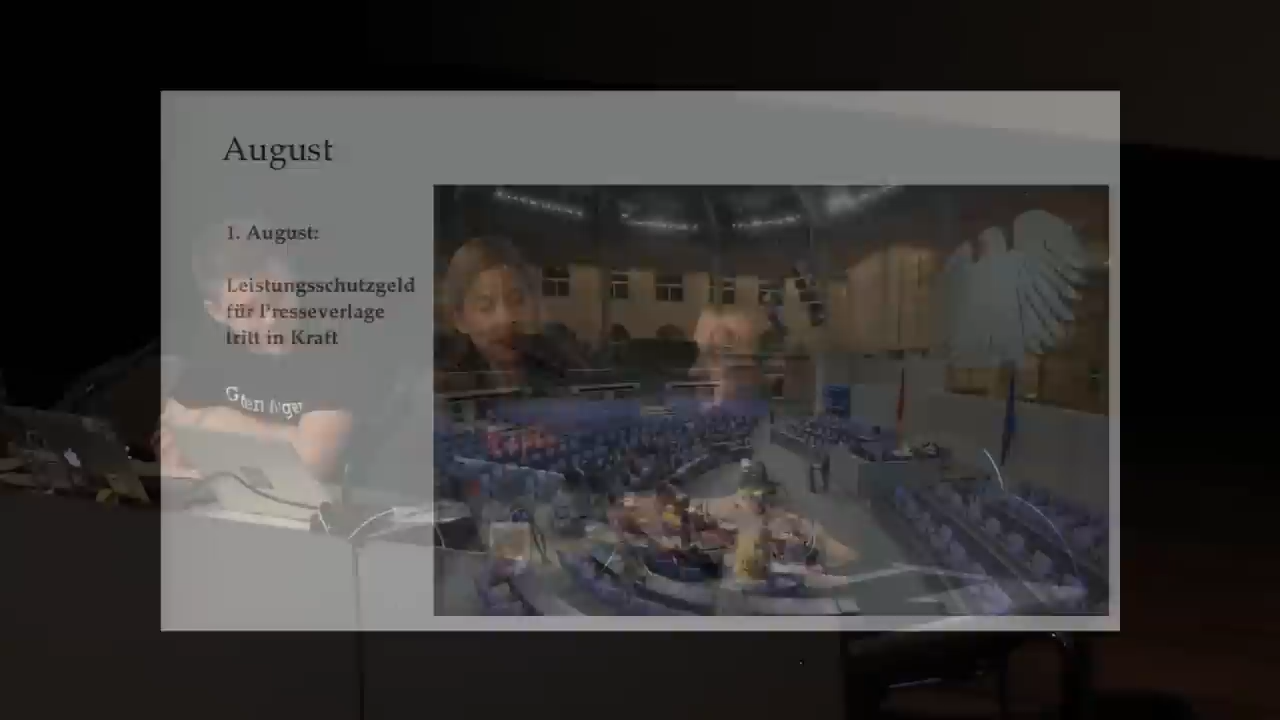 August
1. August:
Leistungsschutzgeld
für Presseverlage
tritt in Kraft